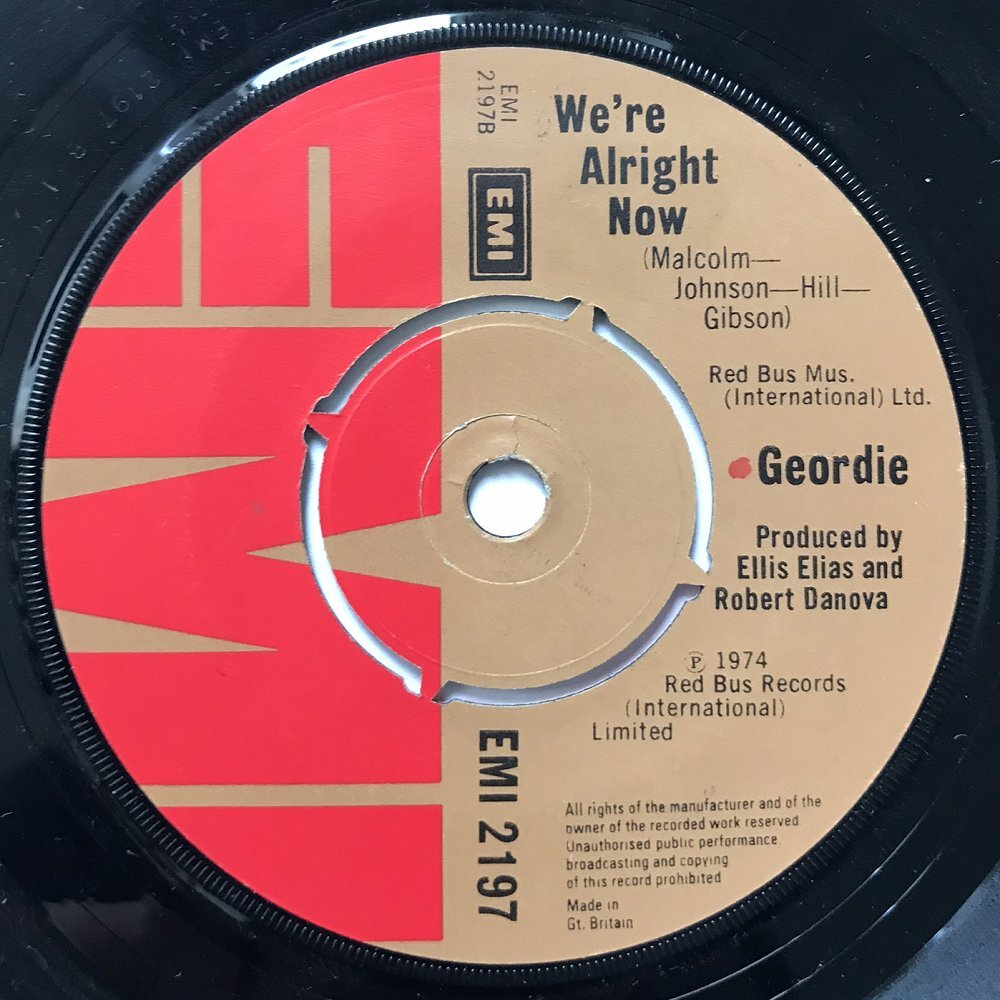 EMI
2197B
EMI
We're
Alright
Now
(Malcolm—
Johnson—Hill—
Gibson)
Red Bus Mus.
(International) Ltd.
Geordie
Produced by
Ellis Elias and
Robert Danova
℗ 1974
Red Bus Records
(International)
Limited
EMI 2197
All rights of the manufacturer and of the
owner of the recorded work reserved
Unauthorised public performance
broadcasting and copying
of this record prohibited
Made in
Gt. Britain
EMI